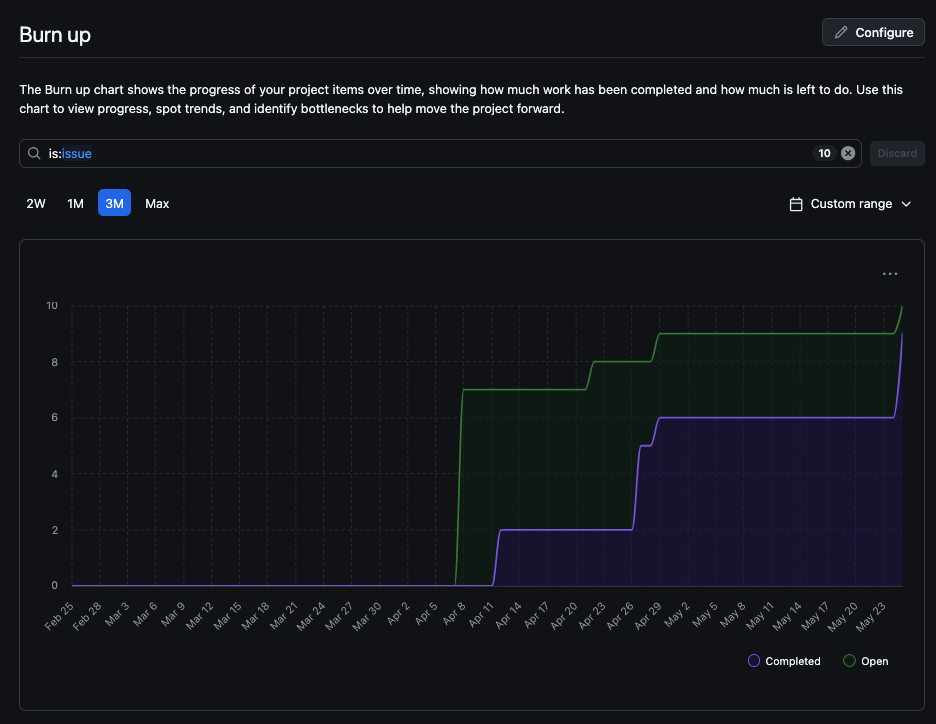 Burn up
Configure
The Burn up chart shows the progress of your project items over time, showing how much work has been completed and how much is left to do. Use this
chart to view progress, spot trends, and identify bottlenecks to help move the project forward.
is:issue
10
Discard
2W 1M 3M Max
Custom range
10
8
6
4
2
0
Feb 25 Feb 28 Mar 3 Mar 6 Mar 9 Mar 12 Mar 15 Mar 18 Mar 21 Mar 24 Mar 27 Mar 30 Apr 2 Apr 5 Apr 8 Apr 11 Apr 14 Apr 17 Apr 20 Apr 23 Apr 26 Apr 29 May 2 May 5 May 8 May 11 May 14 May 17 May 20 May 23
Completed Open